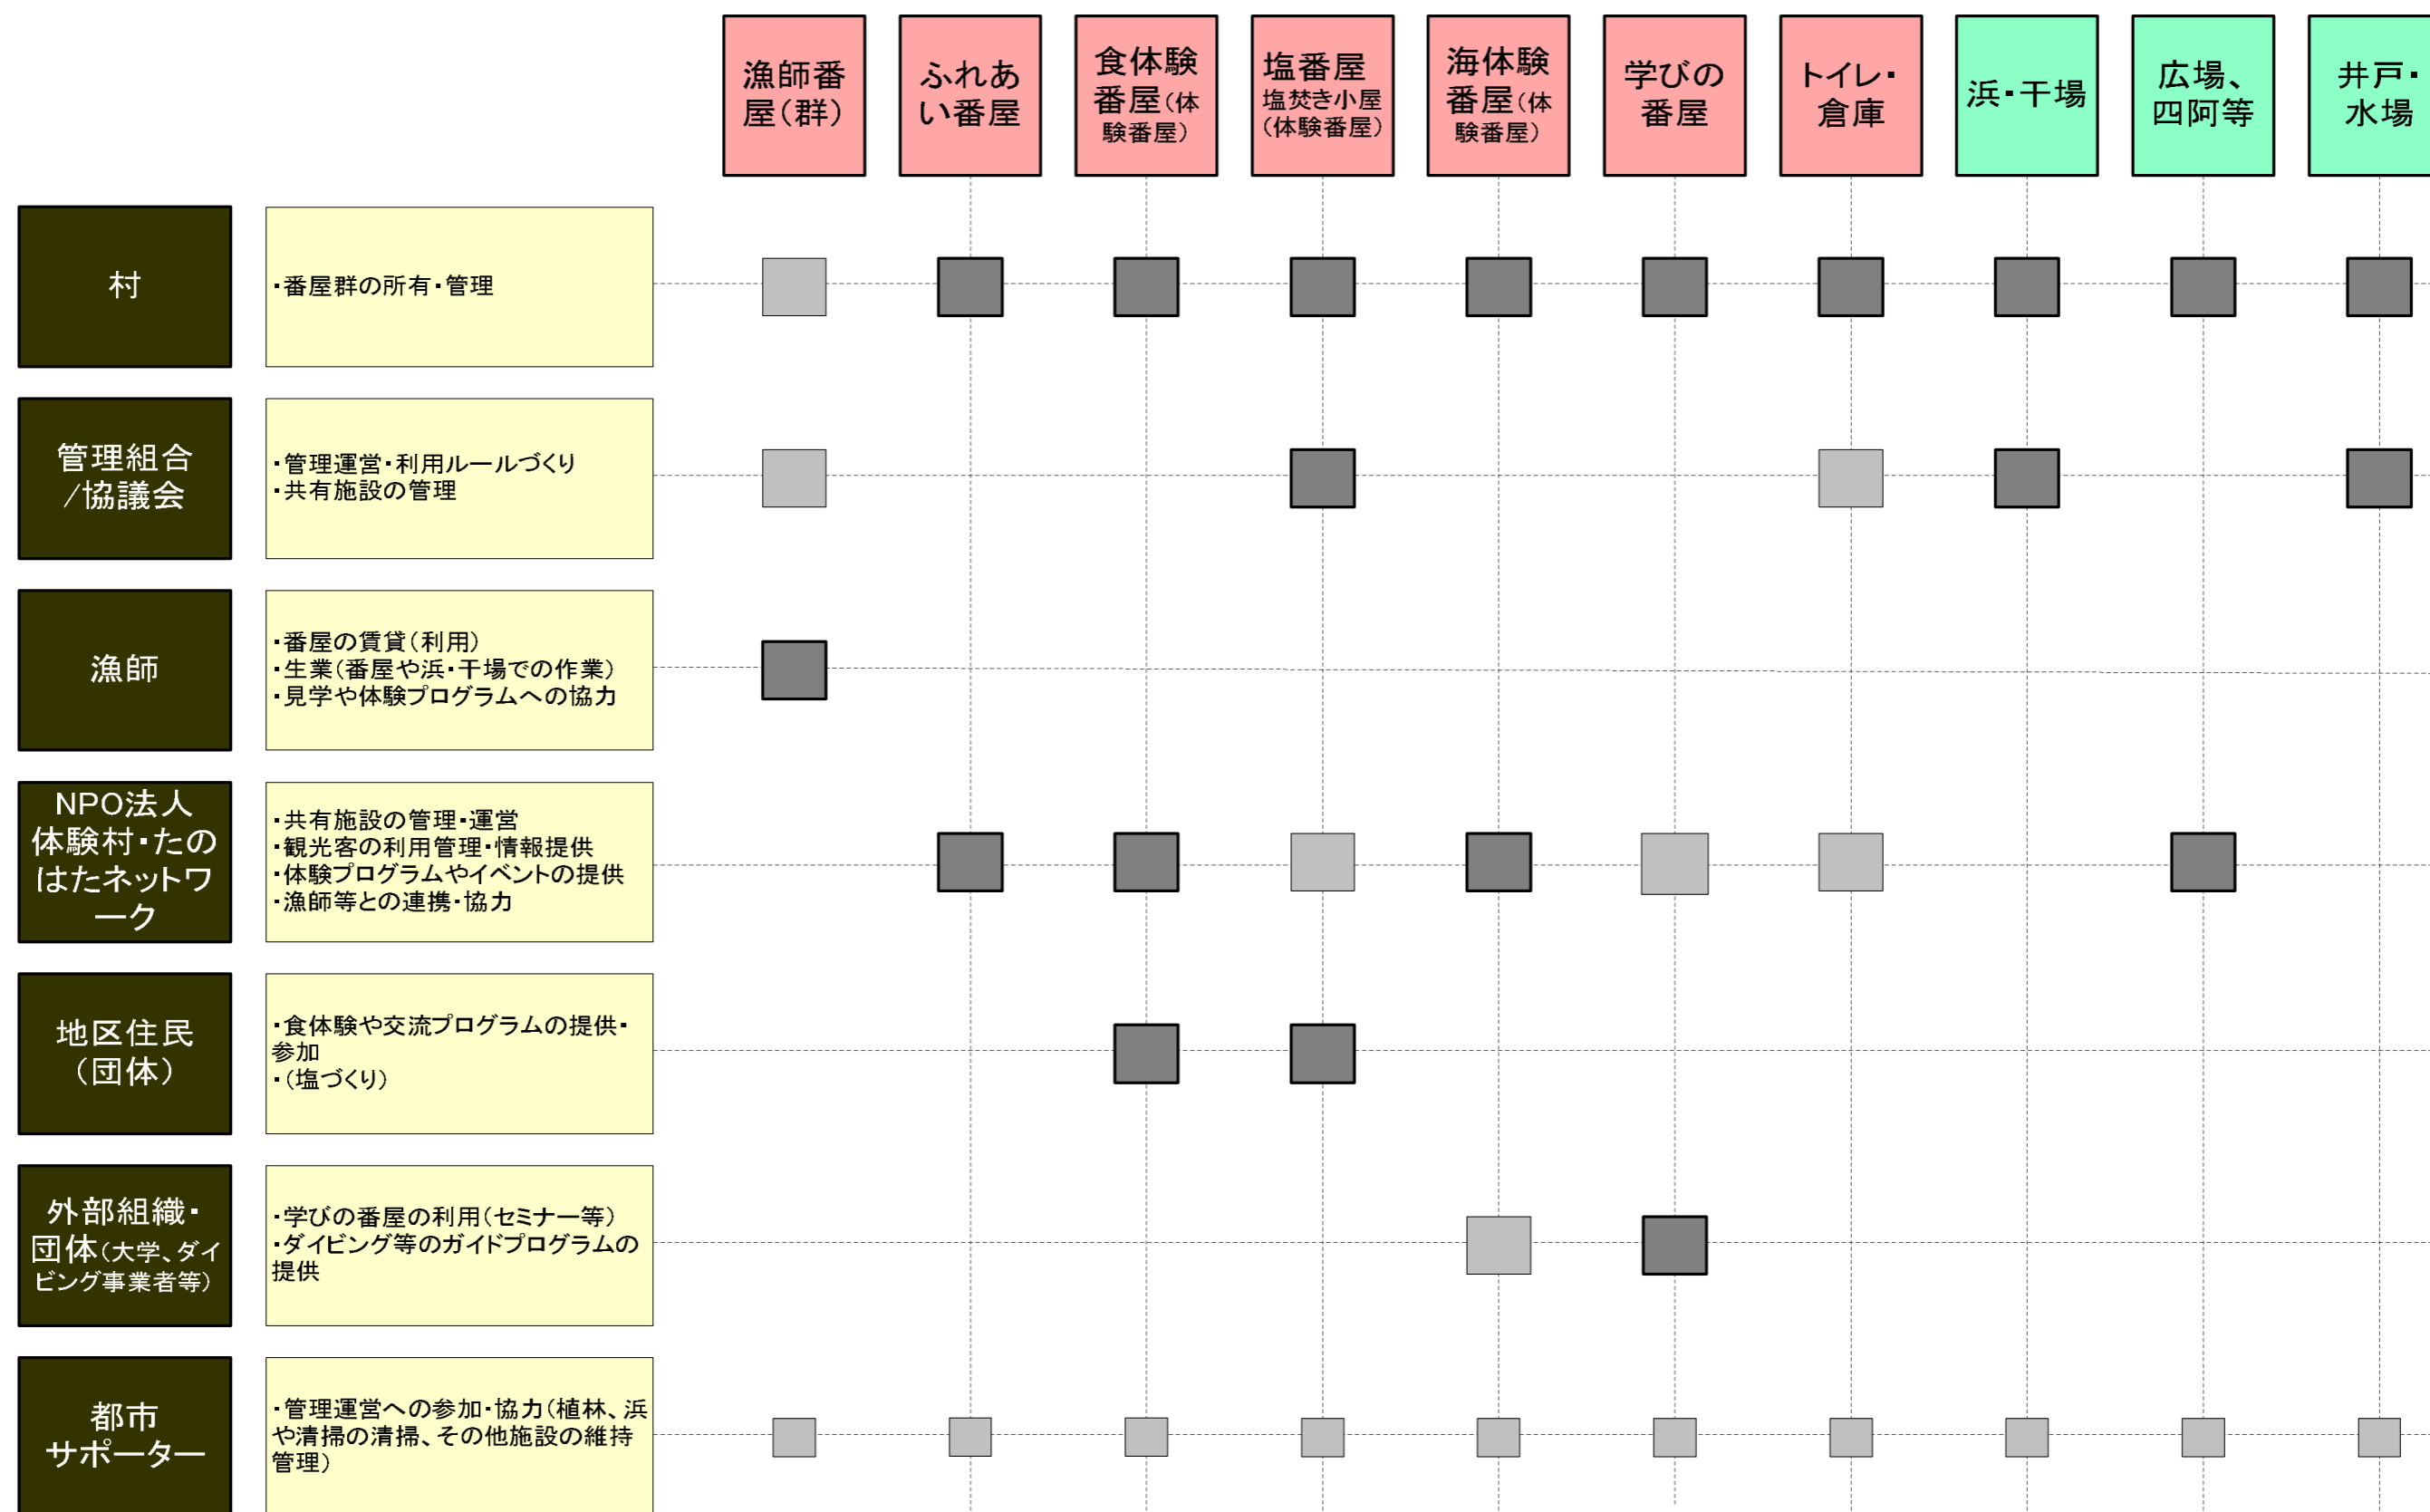 漁師番
屋(群)
ふれあ
い番屋
食体験
番屋(体
験番屋)
塩番屋
塩焚き小屋
(体験番屋)
海体験
番屋(体
験番屋)
学びの
番屋
トイレ・
倉庫
浜・干場
広場、
四阿等
井戸・
水場
村
・番屋群の所有・管理
管理組合
/協議会
・管理運営・利用ルールづくり
・共有施設の管理
漁師
・番屋の賃貸(利用)
・生業(番屋や浜・干場での作業)
・見学や体験プログラムへの協力
NPO法人
体験村・たの
はたネットワ
ーク
・共有施設の管理・運営
・観光客の利用管理・情報提供
・体験プログラムやイベントの提供
・漁師等との連携・協力
地区住民
(団体)
・食体験や交流プログラムの提供・
参加
・(塩づくり)
外部組織・
団体(大学、ダイ
ビング事業者等)
・学びの番屋の利用(セミナー等)
・ダイビング等のガイドプログラムの
提供
都市
サポーター
・管理運営への参加・協力(植林、浜
や清掃の清掃、その他施設の維持
管理)